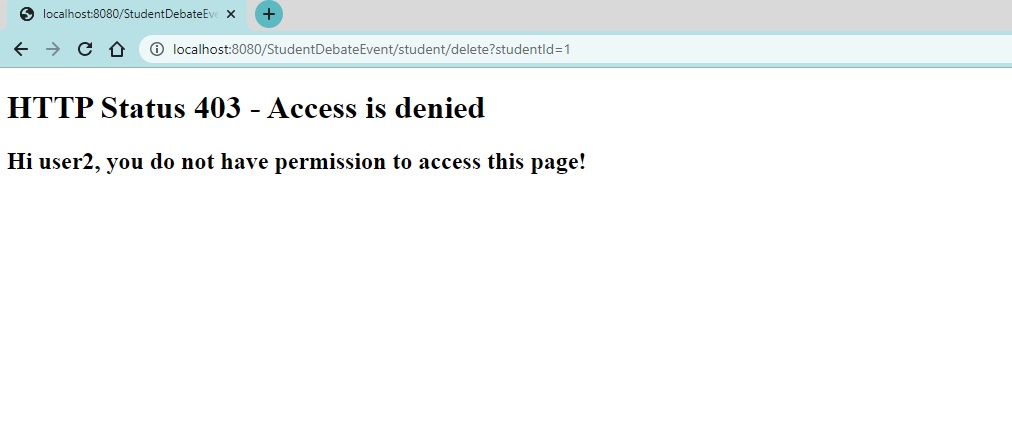 localhost:8080/StudentDebateEve
localhost:8080/StudentDebateEvent/student/delete?studentId=1
HTTP Status 403 - Access is denied
Hi user2, you do not have permission to access this page!